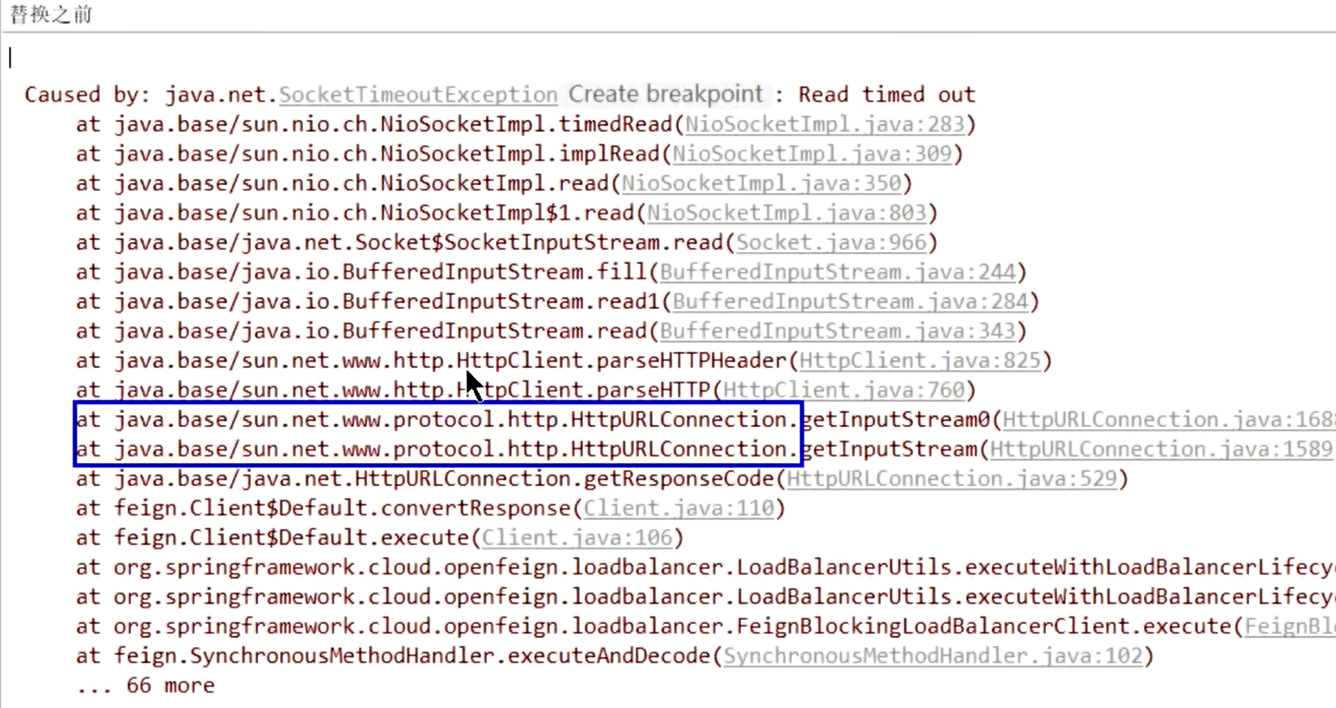 替换之前
Caused by: java.net.SocketTimeoutException Create breakpoint : Read timed out
at java.base/sun.nio.ch.NioSocketImpl.timedRead(NioSocketImpl.java:283)
at java.base/sun.nio.ch.NioSocketImpl.implRead(NioSocketImpl.java:309)
at java.base/sun.nio.ch.NioSocketImpl.read(NioSocketImpl.java:350)
at java.base/sun.nio.ch.NioSocketImpl$1.read(NioSocketImpl.java:803)
at java.base/java.net.Socket$SocketInputStream.read(Socket.java:966)
at java.base/java.io.BufferedInputStream.fill(BufferedInputStream.java:244)
at java.base/java.io.BufferedInputStream.read1(BufferedInputStream.java:284)
at java.base/java.io.BufferedInputStream.read(BufferedInputStream.java:343)
at java.base/sun.net.www.http.HttpClient.parseHTTPHeader(HttpClient.java:825)
at java.base/sun.net.www.http.HttpClient.parseHTTP(HttpClient.java:760)
at java.base/sun.net.www.protocol.http.HttpURLConnection.getInputStream0(HttpURLConnection.java:168
at java.base/sun.net.www.protocol.http.HttpURLConnection.getInputStream(HttpURLConnection.java:1589
at java.base/java.net.HttpURLConnection.getResponseCode(HttpURLConnection.java:529)
at feign.Client$Default.convertResponse(Client.java:110)
at feign.Client$Default.execute(Client.java:106)
at org.springframework.cloud.openfeign.loadbalancer.LoadBalancerUtils.executeWithLoadBalancerLifecy
at org.springframework.cloud.openfeign.loadbalancer.LoadBalancerUtils.executeWithLoadBalancerLifecy
at org.springframework.cloud.openfeign.loadbalancer.FeignBlockingLoadBalancerClient.execute(FeignBl
at feign.SynchronousMethodHandler.executeAndDecode(SynchronousMethodHandler.java:102)
... 66 more